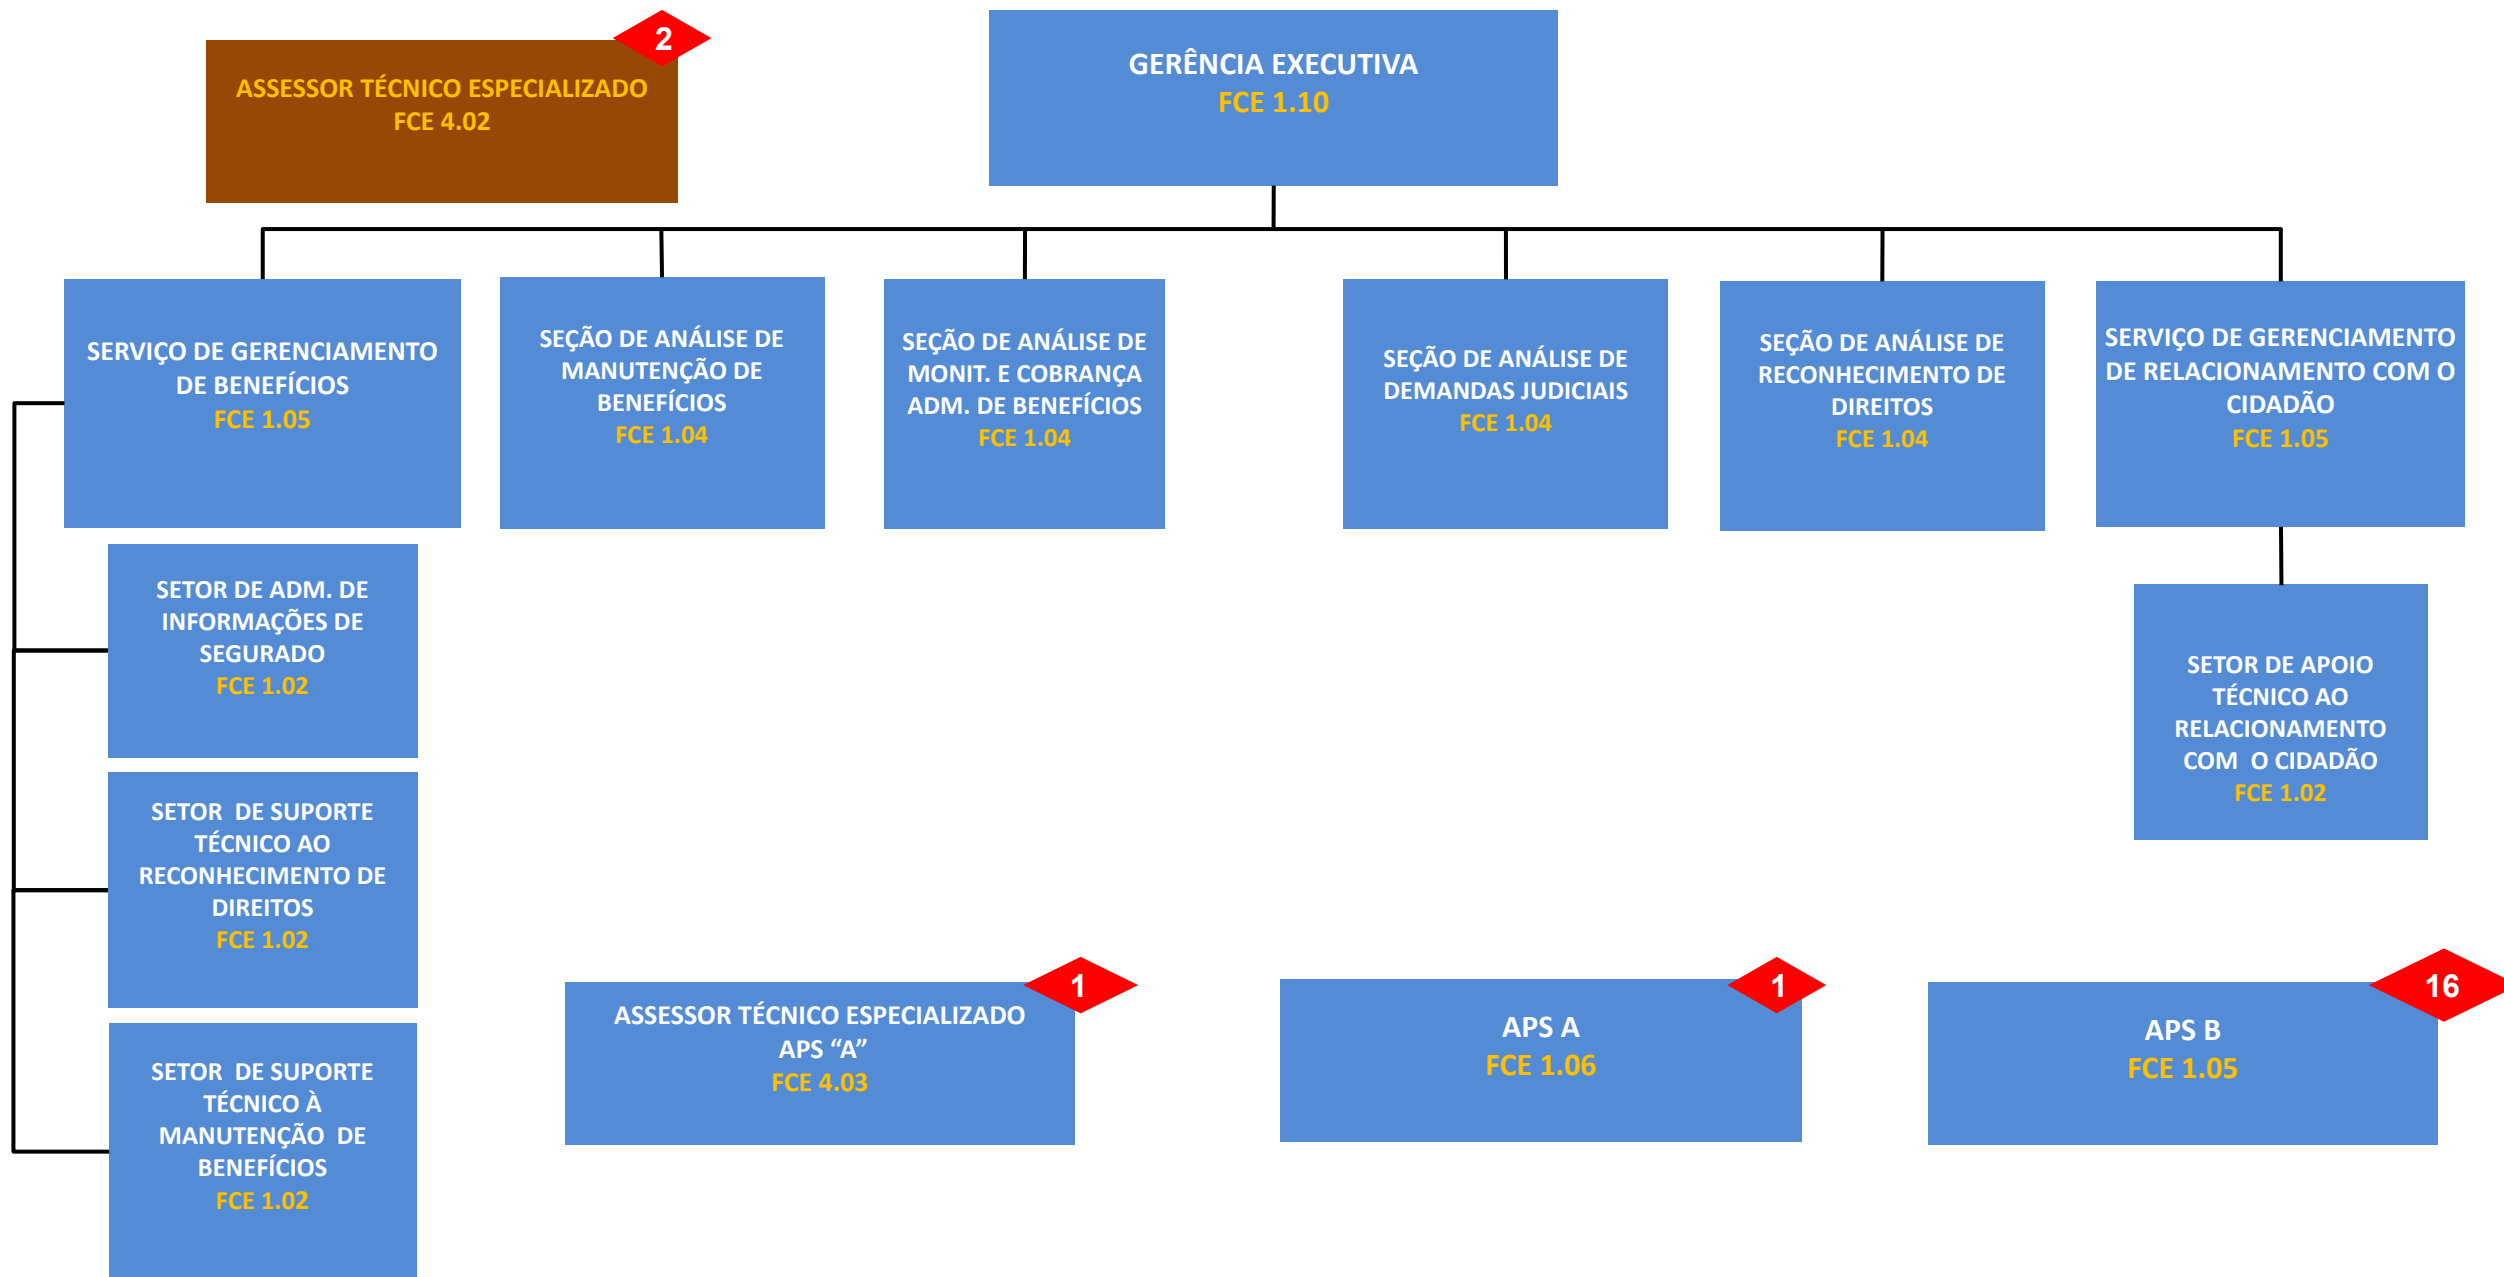 2
ASSESSOR TÉCNICO ESPECIALIZADO
FCE 4.02
GERÊNCIA EXECUTIVA
FCE 1.10
SERVIÇO DE GERENCIAMENTO
DE BENEFÍCIOS
FCE 1.05
SEÇÃO DE ANÁLISE DE
MANUTENÇÃO DE
BENEFÍCIOS
FCE 1.04
SEÇÃO DE ANÁLISE DE
MONIT. E COBRANÇA
ADM. DE BENEFÍCIOS
FCE 1.04
SEÇÃO DE ANÁLISE DE
DEMANDAS JUDICIAIS
FCE 1.04
SEÇÃO DE ANÁLISE DE
RECONHECIMENTO DE
DIREITOS
FCE 1.04
SERVIÇO DE GERENCIAMENTO
DE RELACIONAMENTO COM O
CIDADÃO
FCE 1.05
SETOR DE ADM. DE
INFORMAÇÕES DE
SEGURADO
FCE 1.02
SETOR DE APOIO
TÉCNICO AO
RELACIONAMENTO
COM  O CIDADÃO
FCE 1.02
SETOR  DE SUPORTE
TÉCNICO AO
RECONHECIMENTO DE
DIREITOS
FCE 1.02
SETOR  DE SUPORTE
TÉCNICO À
MANUTENÇÃO  DE
BENEFÍCIOS
FCE 1.02
1
ASSESSOR TÉCNICO ESPECIALIZADO
APS “A”
FCE 4.03
1
APS A
FCE 1.06
16
APS B
FCE 1.05